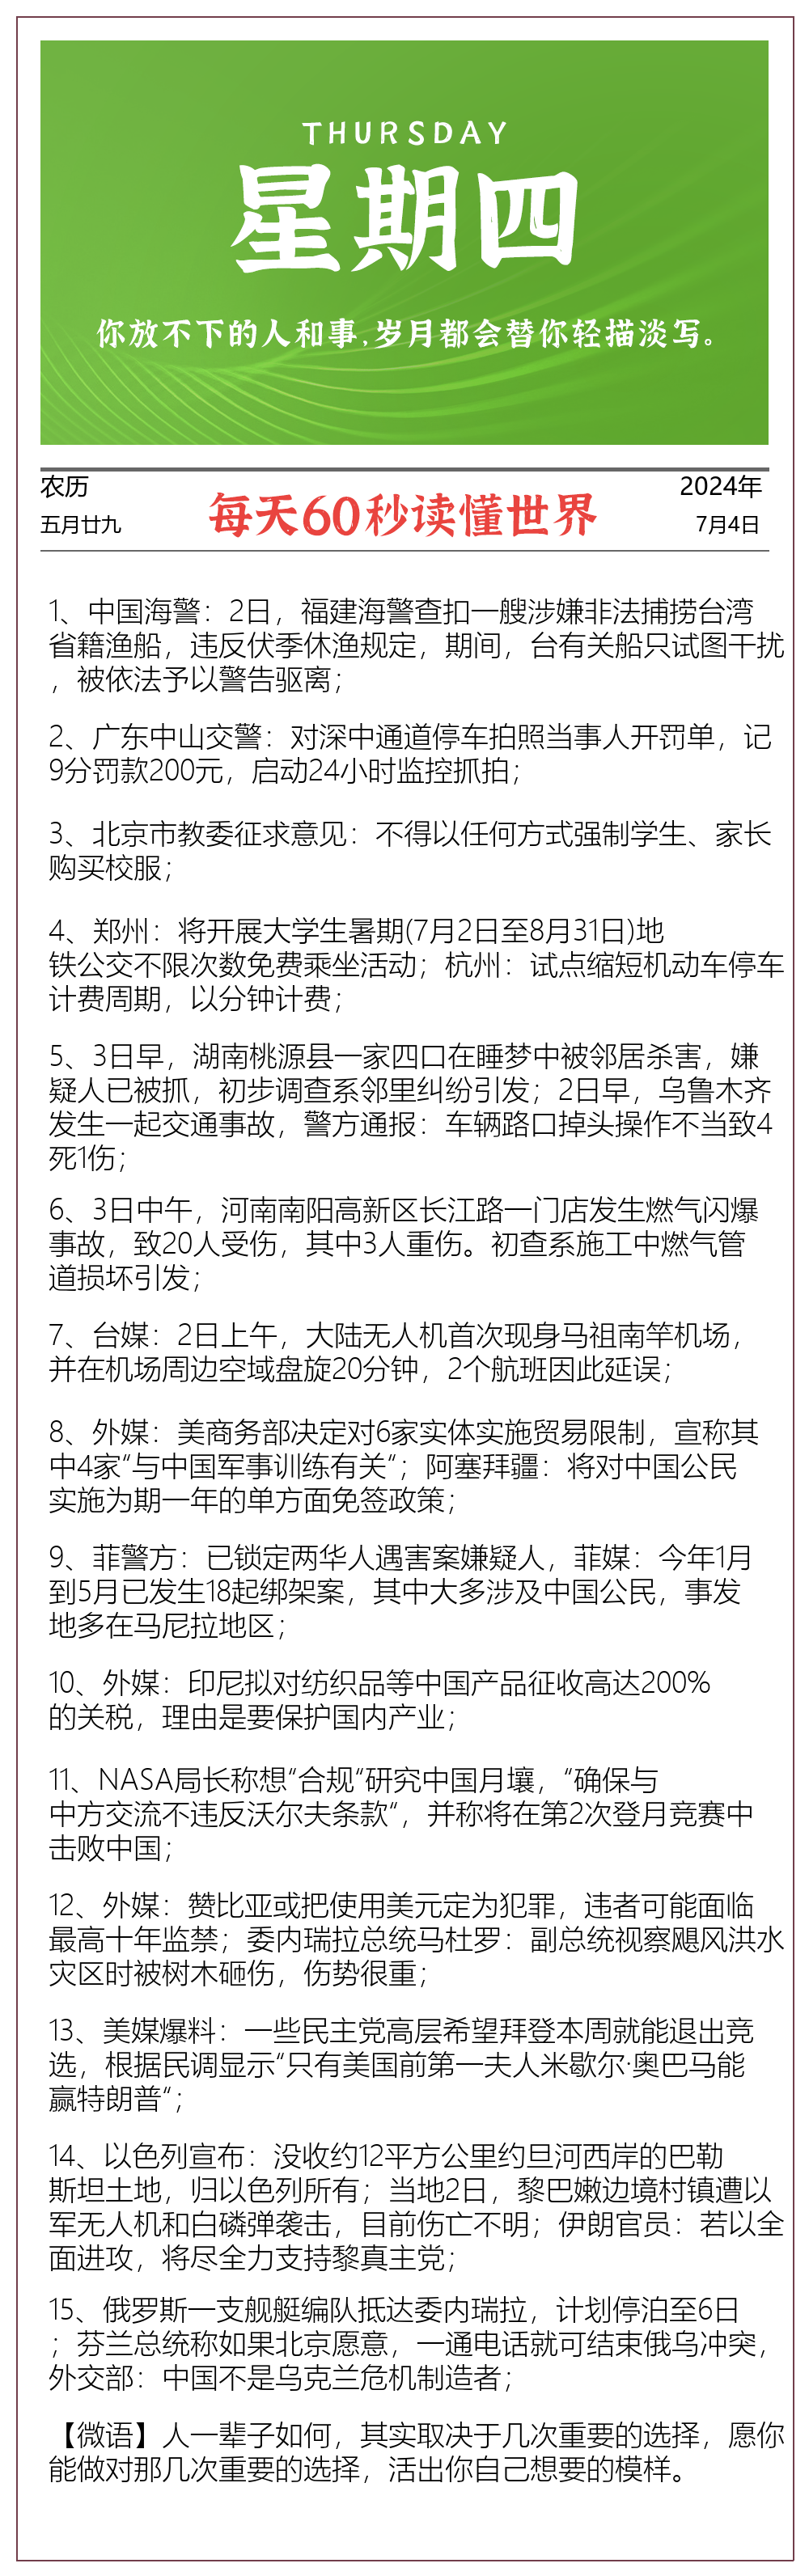 THURSDAY
星期四
你放不下的人和事,岁月都会替你轻描淡写。
农历
2024年
每天60秒读懂世界
五月廿九
7月4日
1、中国海警：2日，福建海警查扣一艘涉嫌非法捕捞台湾
省籍渔船，违反伏季休渔规定，期间，台有关船只试图干扰
，被依法予以警告驱离；
2、广东中山交警：对深中通道停车拍照当事人开罚单，记
9分罚款200元，启动24小时监控抓拍；
3、北京市教委征求意见：不得以任何方式强制学生、家长
购买校服；
4、郑州：将开展大学生暑期(7月2日至8月31日)地
铁公交不限次数免费乘坐活动；杭州：试点缩短机动车停车
计费周期，以分钟计费；
5、3日早，湖南桃源县一家四口在睡梦中被邻居杀害，嫌
疑人已被抓，初步调查系邻里纠纷引发；2日早，乌鲁木齐
发生一起交通事故，警方通报：车辆路口掉头操作不当致4
死1伤；
6、3日中午，河南南阳高新区长江路一门店发生燃气闪爆
事故，致20人受伤，其中3人重伤。初查系施工中燃气管
道损坏引发；
7、台媒：2日上午，大陆无人机首次现身马祖南竿机场，
并在机场周边空域盘旋20分钟，2个航班因此延误；
8、外媒：美商务部决定对6家实体实施贸易限制，宣称其
中4家“与中国军事训练有关“；阿塞拜疆：将对中国公民
实施为期一年的单方面免签政策；
9、菲警方：已锁定两华人遇害案嫌疑人，菲媒：今年1月
到5月已发生18起绑架案，其中大多涉及中国公民，事发
地多在马尼拉地区；
10、外媒：印尼拟对纺织品等中国产品征收高达200%
的关税，理由是要保护国内产业；
11、NASA局长称想“合规“研究中国月壤，“确保与
中方交流不违反沃尔夫条款“，并称将在第2次登月竞赛中
击败中国；
12、外媒：赞比亚或把使用美元定为犯罪，违者可能面临
最高十年监禁；委内瑞拉总统马杜罗：副总统视察飓风洪水
灾区时被树木砸伤，伤势很重；
13、美媒爆料：一些民主党高层希望拜登本周就能退出竞
选，根据民调显示“只有美国前第一夫人米歇尔·奥巴马能
赢特朗普“；
14、以色列宣布：没收约12平方公里约旦河西岸的巴勒
斯坦土地，归以色列所有；当地2日，黎巴嫩边境村镇遭以
军无人机和白磷弹袭击，目前伤亡不明；伊朗官员：若以全
面进攻，将尽全力支持黎真主党；
15、俄罗斯一支舰艇编队抵达委内瑞拉，计划停泊至6日
；芬兰总统称如果北京愿意，一通电话就可结束俄乌冲突，
外交部：中国不是乌克兰危机制造者；
【微语】人一辈子如何，其实取决于几次重要的选择，愿你
能做对那几次重要的选择，活出你自己想要的模样。